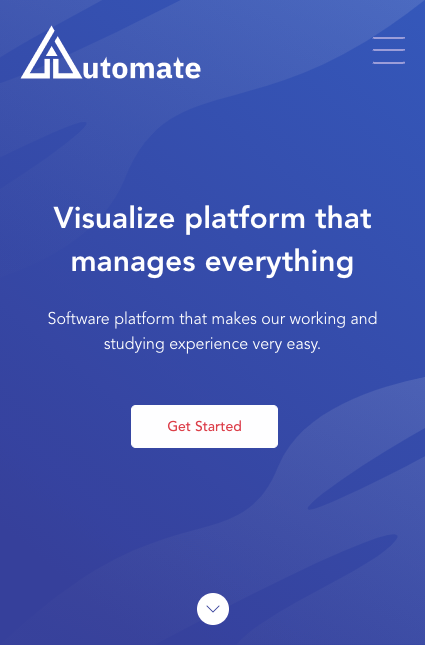 Automate
Visualize platform that
manages everything
Software platform that makes our working and
studying experience very easy.
Get Started